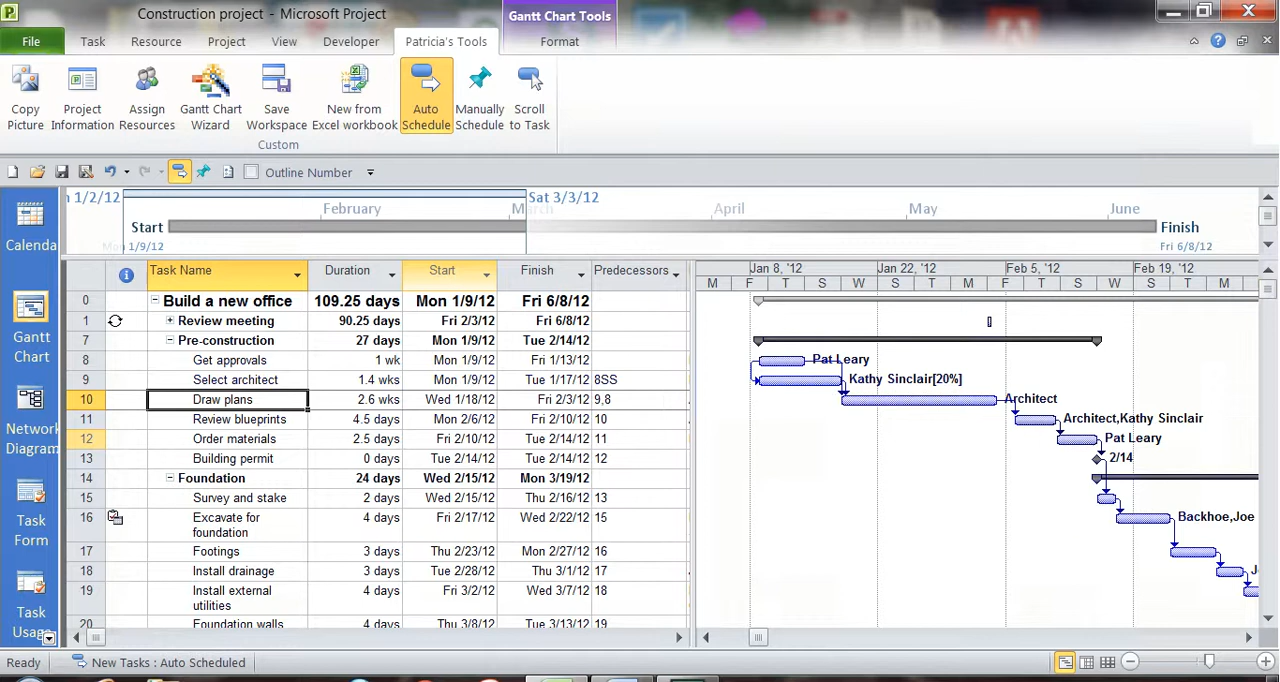 Construction project - Microsoft Project
Gantt Chart Tools
File Task Resource Project View Developer Patricia's Tools Format
Copy Picture
Project Information
Assign Resources
Gantt Chart Wizard
Save Workspace
New from Excel workbook
Auto Schedule
Manually Schedule
Scroll to Task
Custom
Outline Number
1/2/12 Sat 3/3/12
February March April May June
Start Finish
Mon 1/9/12 Fri 6/8/12
Calenda
Gantt Chart
Network Diagram
Task Form
Task Usag
Task Name Duration Start Finish Predecessors
Jan 8, '12 Jan 22, '12 Feb 5, '12 Feb 19, '12
M F T S W S T M F T S W S T M
0 Build a new office 109.25 days Mon 1/9/12 Fri 6/8/12
1 Review meeting 90.25 days Fri 2/3/12 Fri 6/8/12
7 Pre-construction 27 days Mon 1/9/12 Tue 2/14/12
8 Get approvals 1 wk Mon 1/9/12 Fri 1/13/12 Pat Leary
9 Select architect 1.4 wks Mon 1/9/12 Tue 1/17/12 8SS Kathy Sinclair[20%]
10 Draw plans 2.6 wks Wed 1/18/12 Fri 2/3/12 9,8 Architect
11 Review blueprints 4.5 days Mon 2/6/12 Fri 2/10/12 10 Architect,Kathy Sinclair
12 Order materials 2.5 days Fri 2/10/12 Tue 2/14/12 11 Pat Leary
13 Building permit 0 days Tue 2/14/12 Tue 2/14/12 12 2/14
14 Foundation 24 days Wed 2/15/12 Mon 3/19/12
15 Survey and stake 2 days Wed 2/15/12 Thu 2/16/12 13
16 Excavate for foundation 4 days Fri 2/17/12 Wed 2/22/12 15 Backhoe,Joe
17 Footings 3 days Thu 2/23/12 Mon 2/27/12 16
18 Install drainage 3 days Tue 2/28/12 Thu 3/1/12 17
19 Install external utilities 4 days Fri 3/2/12 Wed 3/7/12 18
20 Foundation walls 4 days Thu 3/8/12 Tue 3/13/12 19
Ready New Tasks : Auto Scheduled